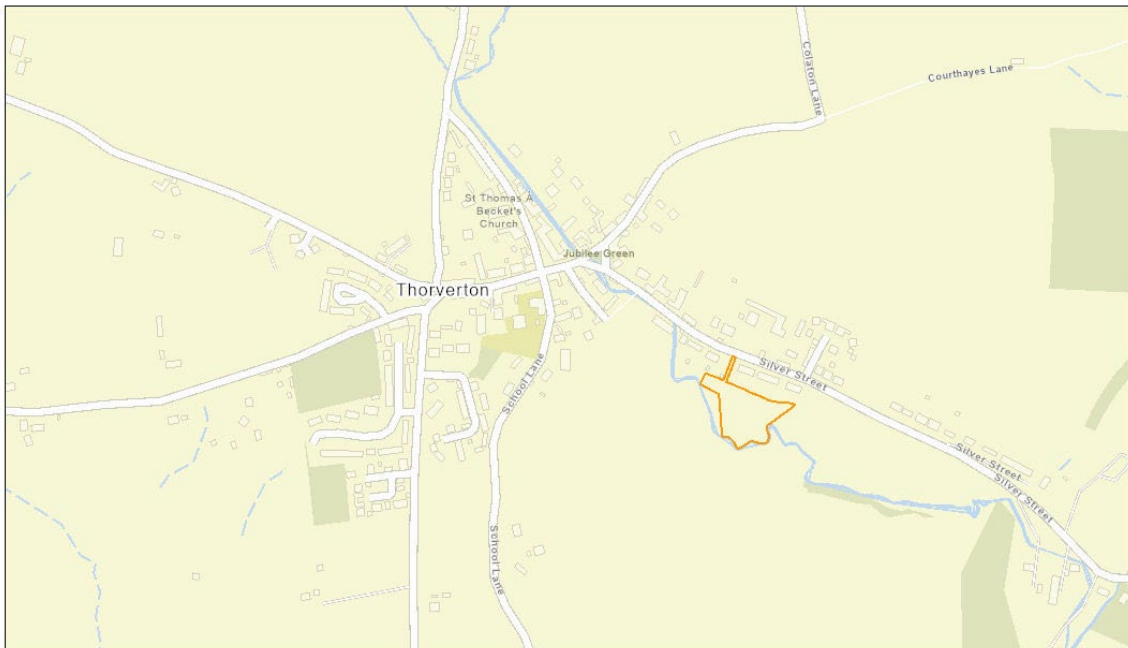 Colaton Lane
Courthayes Lane
St Thomas À
Becket's
Church
Jubilee Green
Thorverton
School Lane
Silver Street
Silver Street
Silver Street
School Lane